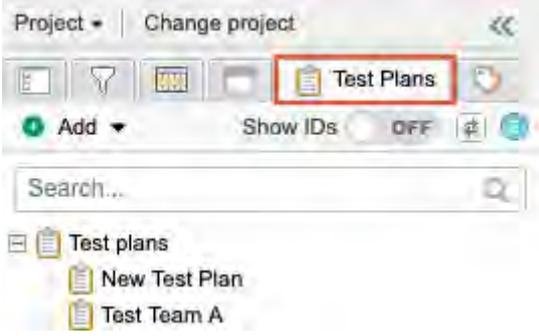 Project Change project
Test Plans
Add Show IDs OFF
Search...
Test plans
New Test Plan
Test Team A